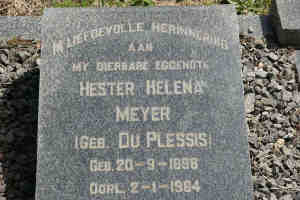 IN LIEFDEVOLLE HERINNERING
AAN
MY DIERBARE EGGENOTE
HESTER HELENA
MEYER
(GEB. DU PLESSIS)
GEB. 20-9-1898
OORL. 2-1-1984